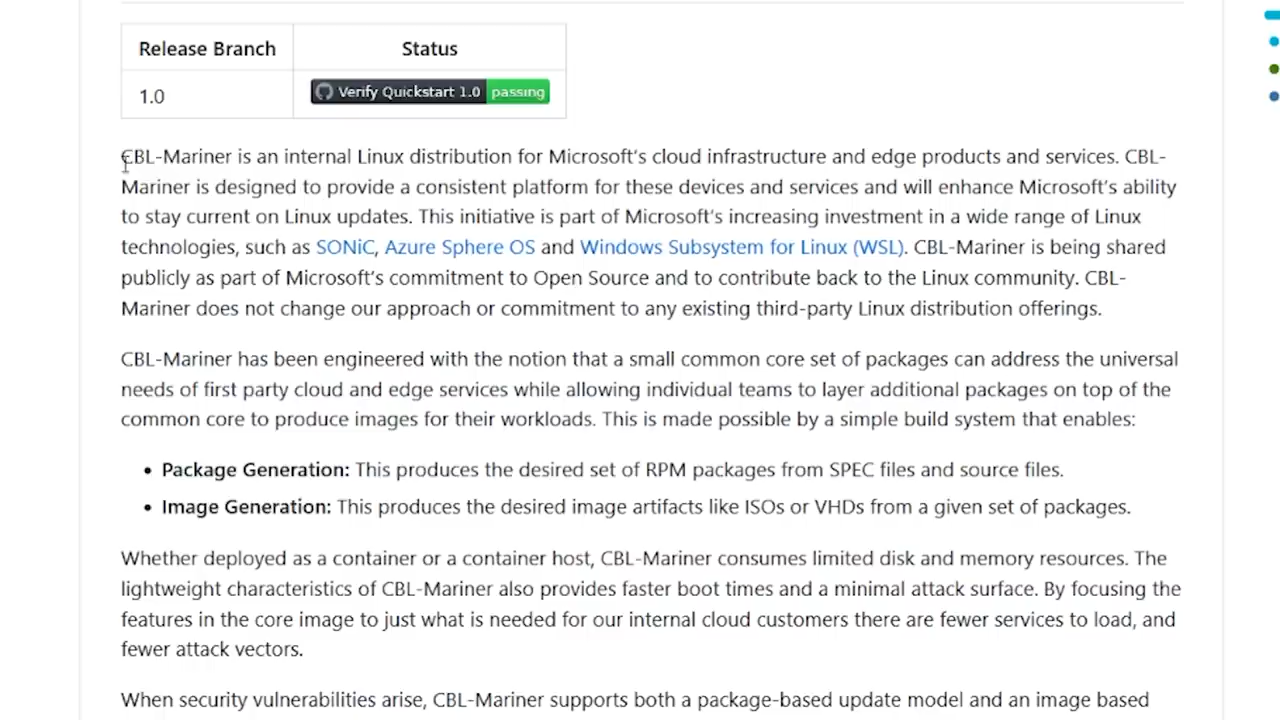 Release Branch Status
1.0 Verify Quickstart 1.0 passing
CBL-Mariner is an internal Linux distribution for Microsoft's cloud infrastructure and edge products and services. CBL-
Mariner is designed to provide a consistent platform for these devices and services and will enhance Microsoft's ability
to stay current on Linux updates. This initiative is part of Microsoft's increasing investment in a wide range of Linux
technologies, such as SONiC, Azure Sphere OS and Windows Subsystem for Linux (WSL). CBL-Mariner is being shared
publicly as part of Microsoft's commitment to Open Source and to contribute back to the Linux community. CBL-
Mariner does not change our approach or commitment to any existing third-party Linux distribution offerings.
CBL-Mariner has been engineered with the notion that a small common core set of packages can address the universal
needs of first party cloud and edge services while allowing individual teams to layer additional packages on top of the
common core to produce images for their workloads. This is made possible by a simple build system that enables:
• Package Generation: This produces the desired set of RPM packages from SPEC files and source files.
• Image Generation: This produces the desired image artifacts like ISOs or VHDs from a given set of packages.
Whether deployed as a container or a container host, CBL-Mariner consumes limited disk and memory resources. The
lightweight characteristics of CBL-Mariner also provides faster boot times and a minimal attack surface. By focusing the
features in the core image to just what is needed for our internal cloud customers there are fewer services to load, and
fewer attack vectors.
When security vulnerabilities arise, CBL-Mariner supports both a package-based update model and an image based